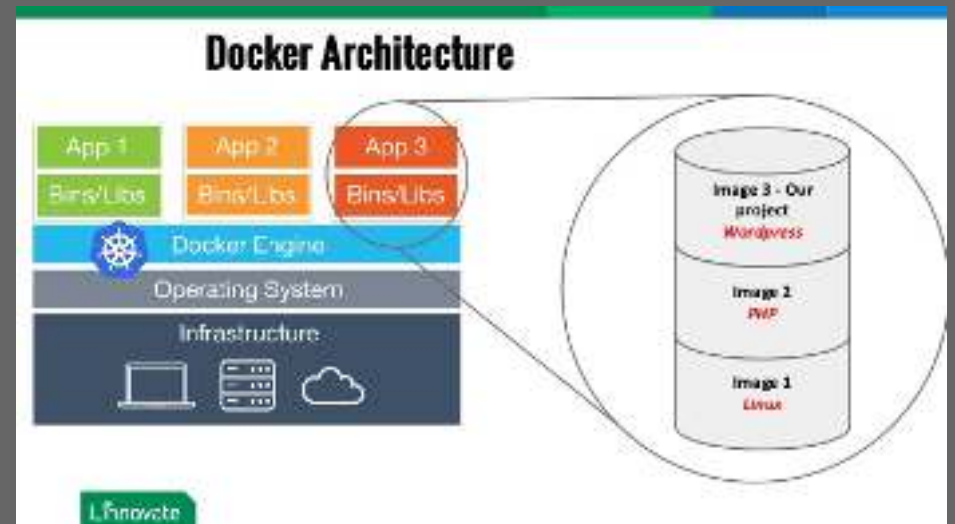 Docker Architecture
App 1
App 2
App 3
Bins/Libs
Bins/Libs
Bins/Libs
Docker Engine
Operating System
Infrastructure
Image 3 - Our
project
Wordpress
Image 2
PHP
Image 1
Linux
Linnovate